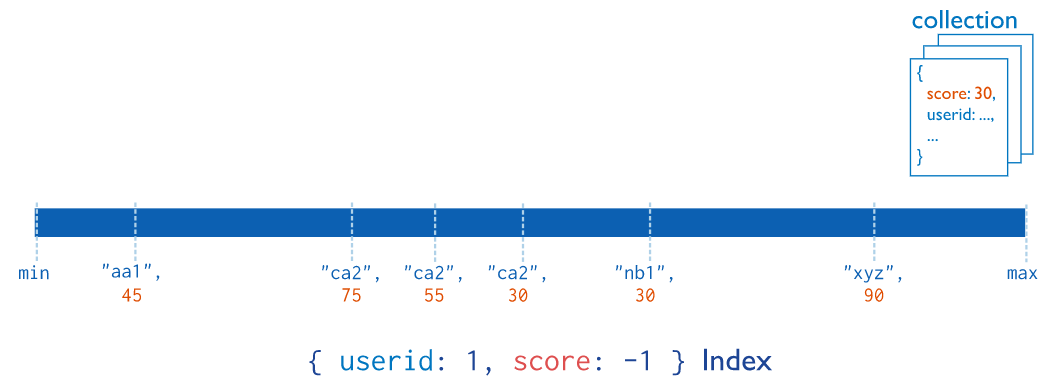 collection
{
score: 30,
userid: ...,
...
}
min "aa1", "ca2", "ca2", "ca2", "nb1", "xyz", max
45 75 55 30 30 90
{ userid: 1, score: -1 } Index